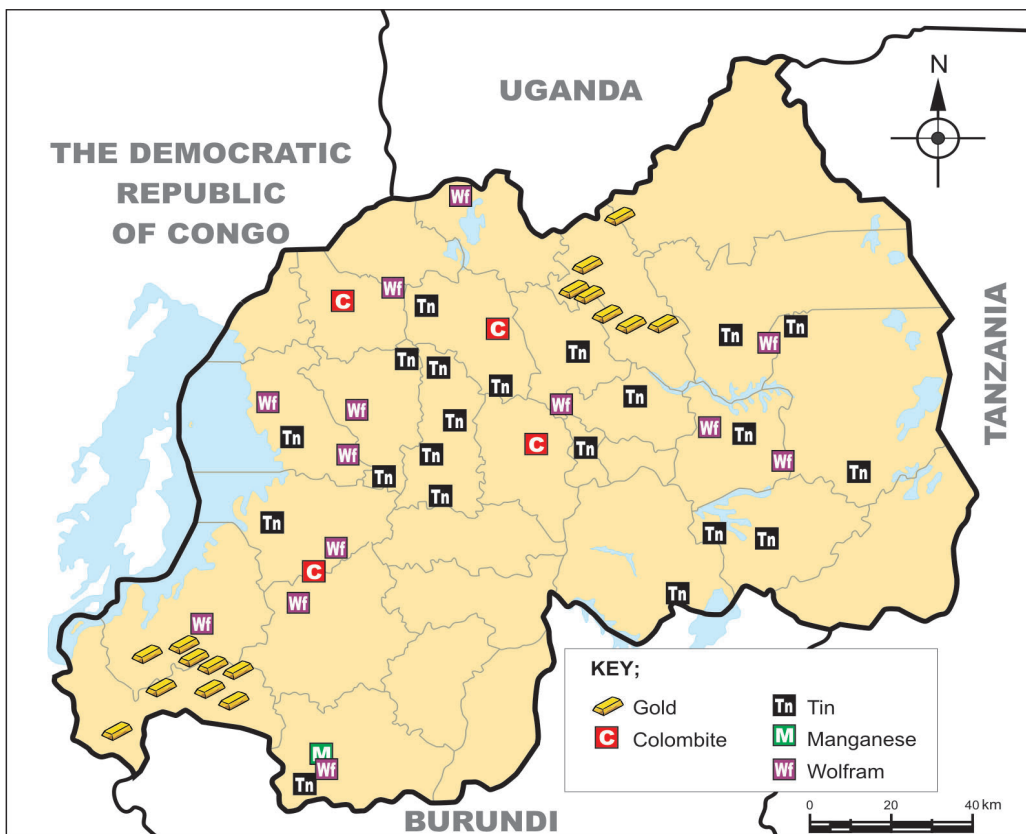 UGANDA
N
THE DEMOCRATIC
REPUBLIC
OF CONGO
TANZANIA
Wf
Wf
C
Tn
C
Tn
Tn
Wf
Tn
Tn
Tn
Tn
Tn
Wf
Wf
Wf
Tn
Wf
Tn
Tn
C
Tn
Tn
Wf
Wf
Tn
Tn
Tn
Tn
Tn
Tn
Wf
C
Tn
Wf
Wf
M
Wf
Tn
BURUNDI
KEY;
Gold
C Colombite
Tn Tin
M Manganese
Wf Wolfram
0 20 40 km